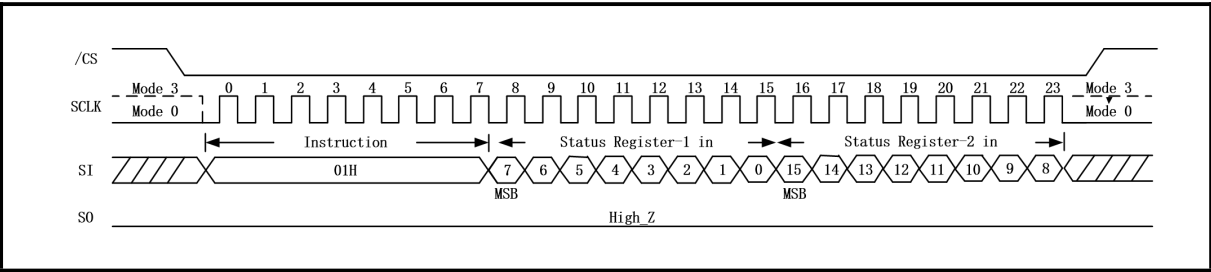 /CS
Mode 3 0 1 2 3 4 5 6 7 8 9 10 11 12 13 14 15 16 17 18 19 20 21 22 23 Mode 3
SCLK
Mode 0 Mode 0
Instruction Status Register-1 in Status Register-2 in
SI 01H 7 6 5 4 3 2 1 0 15 14 13 12 11 10 9 8
MSB MSB
SO High_Z